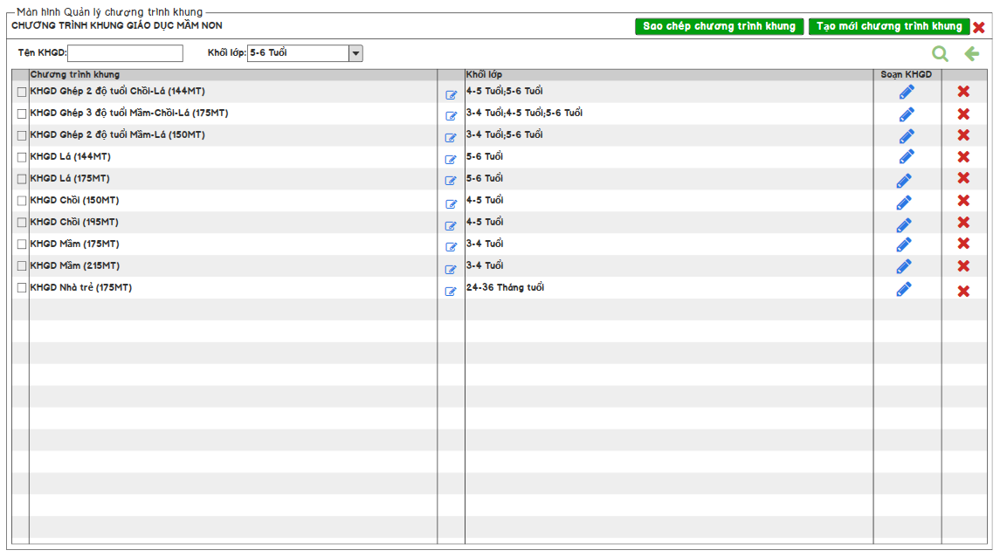 Màn hình Quản lý chương trình khung
CHƯƠNG TRÌNH KHUNG GIÁO DỤC MẦM NON
Sao chép chương trình khung
Tạo mới chương trình khung
Tên KHGD:
Khối lớp: 5-6 Tuổi
Chương trình khung Khối lớp Soạn KHGD
KHGD Ghép 2 độ tuổi Chồi-Lá (144MT) 4-5 Tuổi;5-6 Tuổi
KHGD Ghép 3 độ tuổi Mầm-Chồi-Lá (175MT) 3-4 Tuổi;4-5 Tuổi;5-6 Tuổi
KHGD Ghép 2 độ tuổi Mầm-Lá (150MT) 3-4 Tuổi;5-6 Tuổi
KHGD Lá (144MT) 5-6 Tuổi
KHGD Lá (175MT) 5-6 Tuổi
KHGD Chồi (150MT) 4-5 Tuổi
KHGD Chồi (195MT) 4-5 Tuổi
KHGD Mầm (175MT) 3-4 Tuổi
KHGD Mầm (215MT) 3-4 Tuổi
KHGD Nhà trẻ (175MT) 24-36 Tháng tuổi